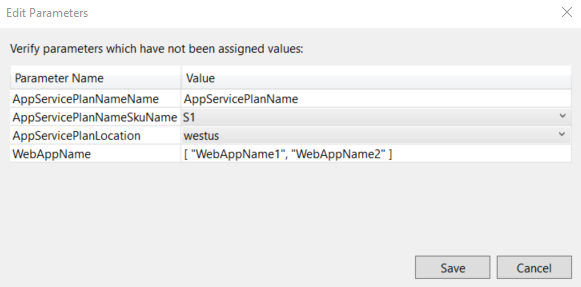 Edit Parameters
Verify parameters which have not been assigned values:
Parameter Name Value
AppServicePlanNameName AppServicePlanName
AppServicePlanNameSkuName S1
AppServicePlanLocation westus
WebAppName [ "WebAppName1", "WebAppName2" ]
Save Cancel